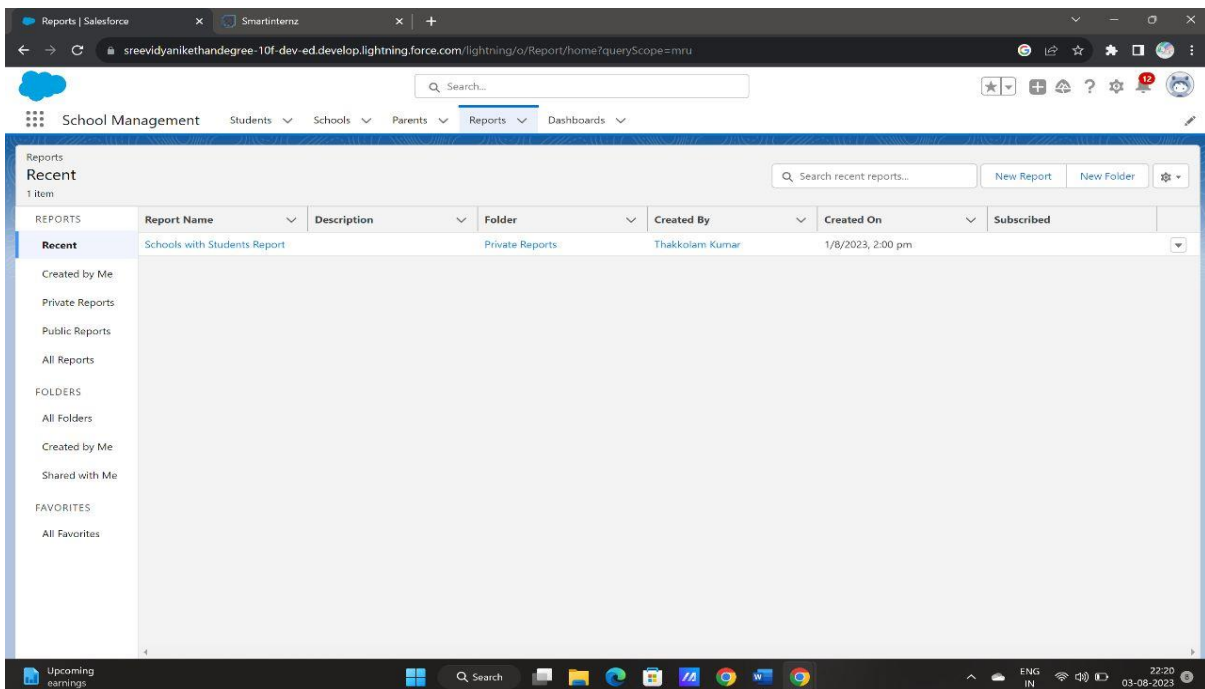 Reports | Salesforce
Smartinternz
sreevidyanikethandegree-10f-dev-ed.develop.lightning.force.com/lightning/o/Report/home?queryScope=mru
Search...
12
School Management Students Schools Parents Reports Dashboards
Reports
Recent
1 item
Search recent reports...
New Report New Folder
REPORTS
Recent
Created by Me
Private Reports
Public Reports
All Reports
FOLDERS
All Folders
Created by Me
Shared with Me
FAVORITES
All Favorites
Report Name Description Folder Created By Created On Subscribed
Schools with Students Report Private Reports Thakkolam Kumar 1/8/2023, 2:00 pm
Upcoming
earnings
Search
ENG
IN
22:20
03-08-2023